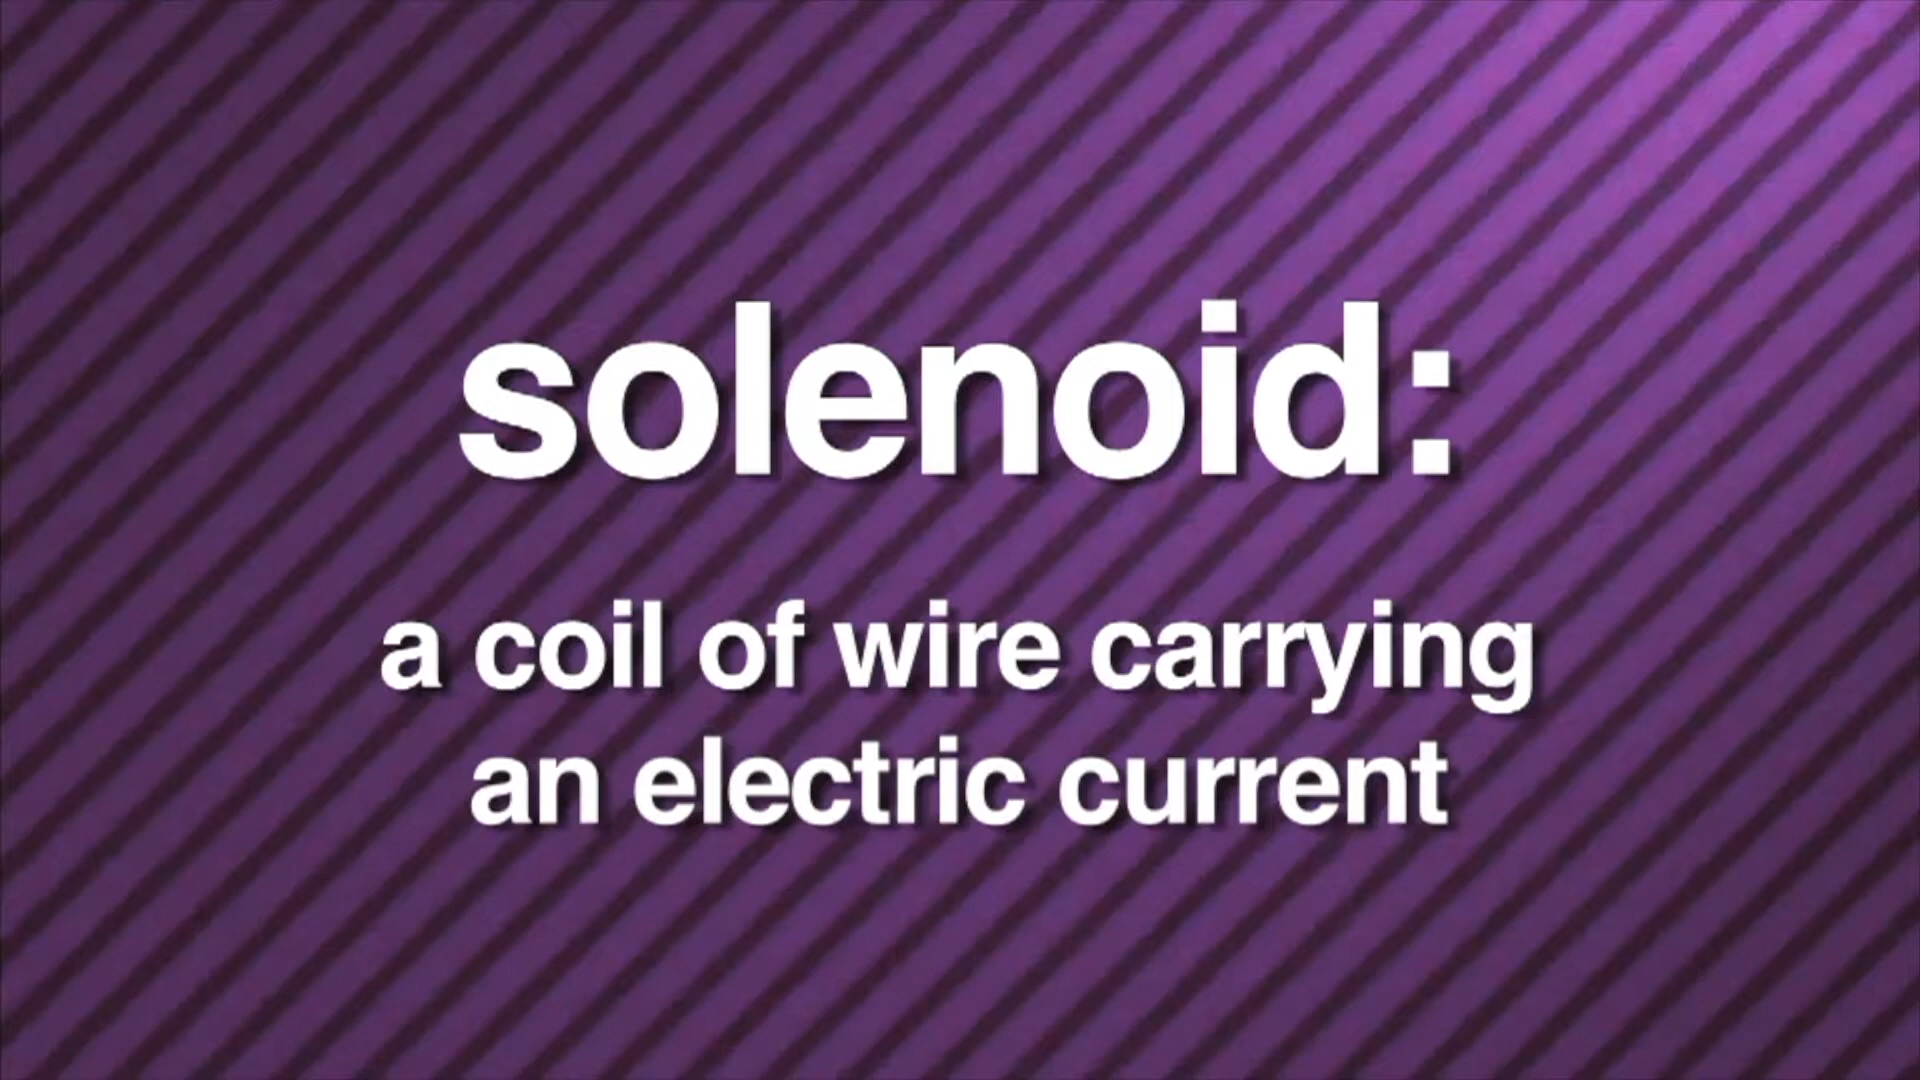 solenoid:
a coil of wire carrying
an electric current